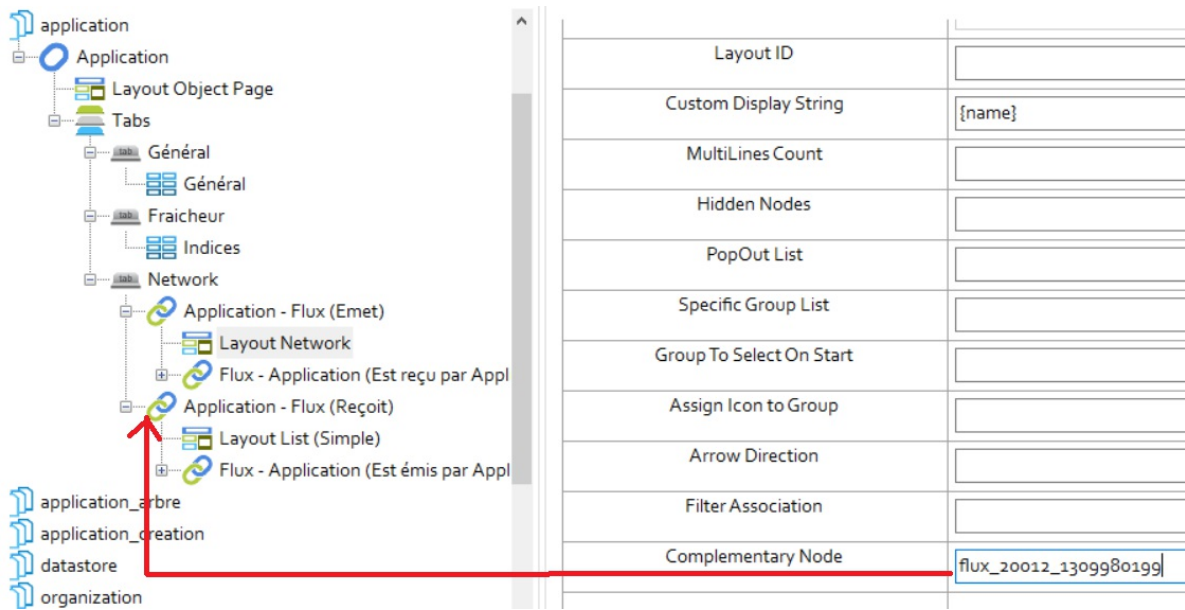 application
Application
Layout Object Page
Tabs
tab
Général
Général
tab
Fraicheur
Indices
tab
Network
Application - Flux (Emet)
Layout Network
Flux - Application (Est reçu par Appl
Application - Flux (Reçoit)
Layout List (Simple)
Flux - Application (Est émis par Appl
application_arbre
application_creation
datastore
organization
Layout ID
Custom Display String
{name}
MultiLines Count
Hidden Nodes
PopOut List
Specific Group List
Group To Select On Start
Assign Icon to Group
Arrow Direction
Filter Association
Complementary Node
flux_20012_1309980199